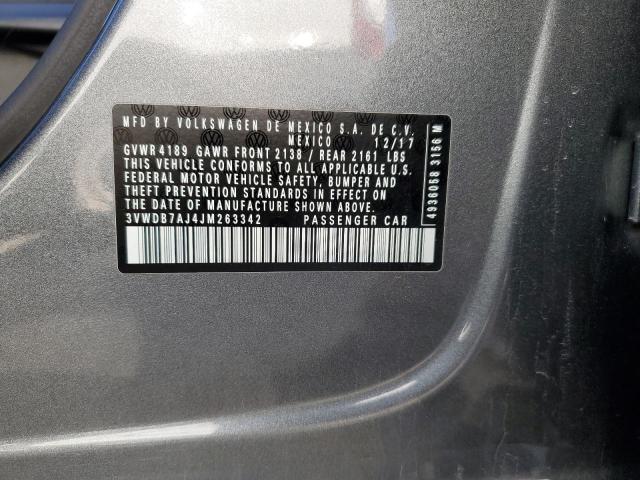 MFD BY VOLKSWAGEN DE MEXICO S.A. DE C.V.
MEXICO 12/17
GVWR 4189 GAWR FRONT 2138 / REAR 2161 LBS
THIS VEHICLE CONFORMS TO ALL APPLICABLE U.S.
FEDERAL MOTOR VEHICLE SAFETY, BUMPER AND
THEFT PREVENTION STANDARDS IN EFFECT ON
THE DATE OF MANUFACTURE SHOWN ABOVE.
3VWDB7AJ4JM263342 PASSENGER CAR
4936058 3156 M